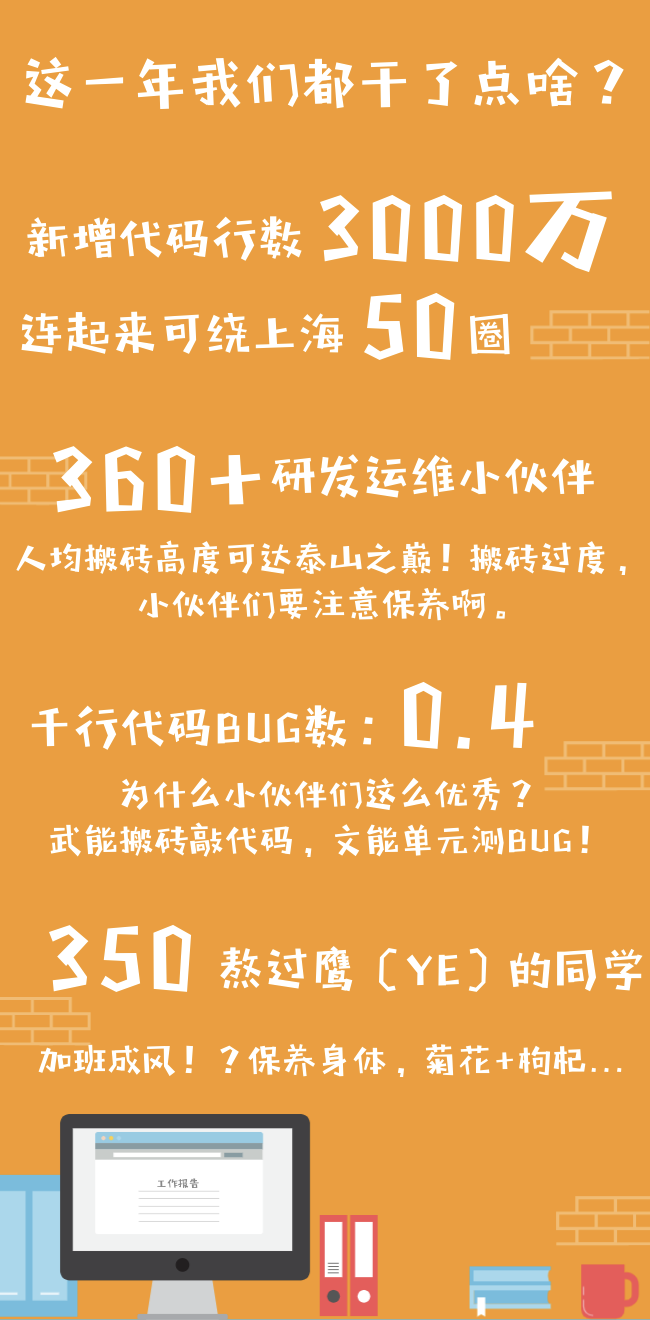 这一年我们都干了点啥？
新增代码行数 3000万
连起来可绕上海 50 圈
360+研发运维小伙伴
人均搬砖高度可达泰山之巅！搬砖过度，
小伙伴们要注意保养啊。
千行代码BUG数：0.4
为什么小伙伴们这么优秀？
武能搬砖敲代码，文能单元测BUG！
350 熬过鹰（YE）的同学
加班成风！？保养身体，菊花+枸杞...
工作报告